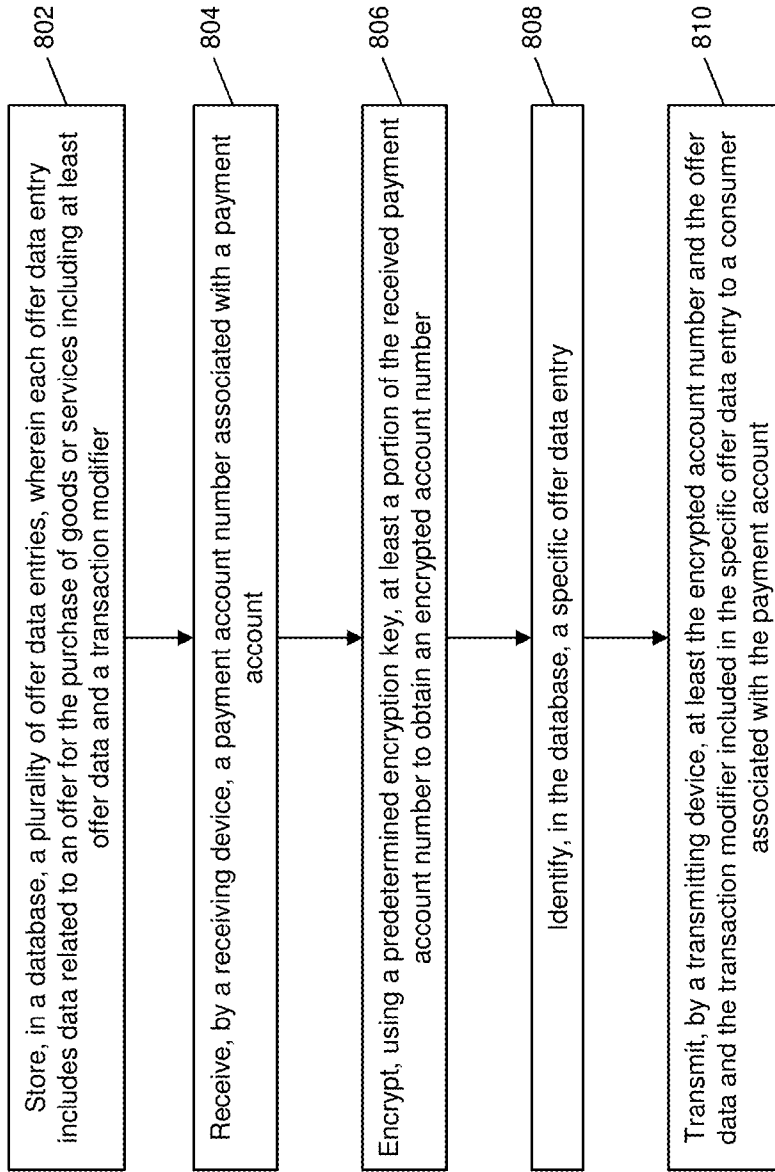 Store, in a database, a plurality of offer data entries, wherein each offer data entry
includes data related to an offer for the purchase of goods or services including at least
offer data and a transaction modifier
802
Receive, by a receiving device, a payment account number associated with a payment
account
804
Encrypt, using a predetermined encryption key, at least a portion of the received payment
account number to obtain an encrypted account number
806
Identify, in the database, a specific offer data entry
808
Transmit, by a transmitting device, at least the encrypted account number and the offer
data and the transaction modifier included in the specific offer data entry to a consumer
associated with the payment account
810